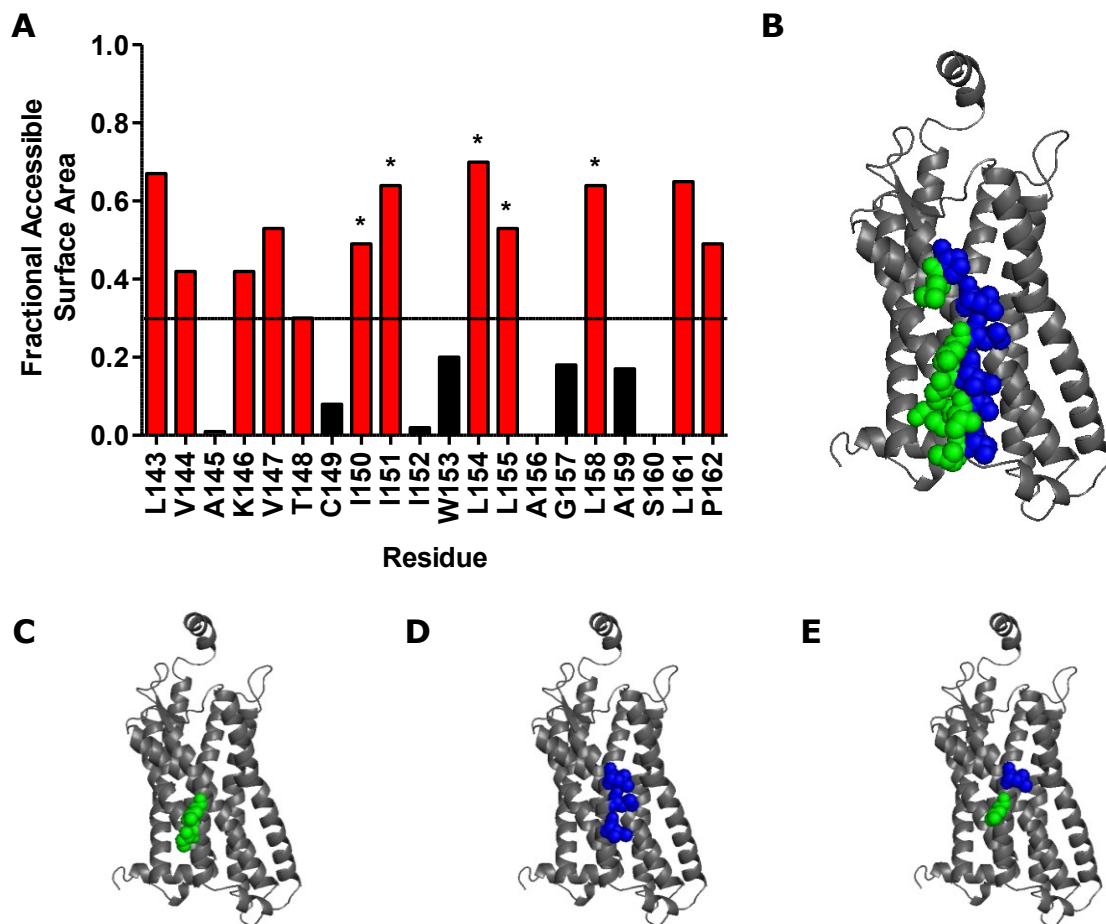 A
B
Fractional Accessible
Surface Area
1.0
0.8
0.6
0.4
0.2
0.0
* * * * *
L143 V144 A145 K146 V147 T148 C149 I150 I151 I152 W153 L154 L155 A156 G157 L158 A159 S160 L161 P162
Residue
C
D
E